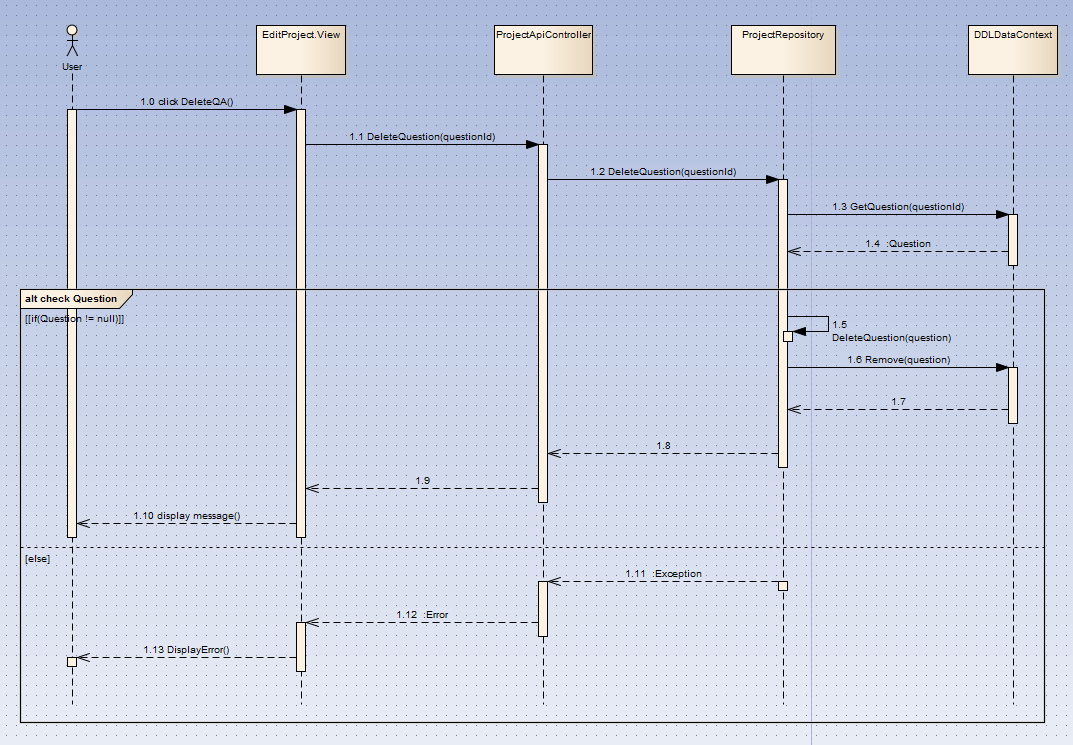 EditProject.View
ProjectApiController
ProjectRepository
DDLDataContext
User
1.0 click DeleteQA()
1.1 DeleteQuestion(questionId)
1.2 DeleteQuestion(questionId)
1.3 GetQuestion(questionId)
1.4 :Question
alt check Question
[[if(Question != null)]]
1.5
DeleteQuestion(question)
1.6 Remove(question)
1.7
1.8
1.9
1.10 display message()
[else]
1.11 :Exception
1.12 :Error
1.13 DisplayError()